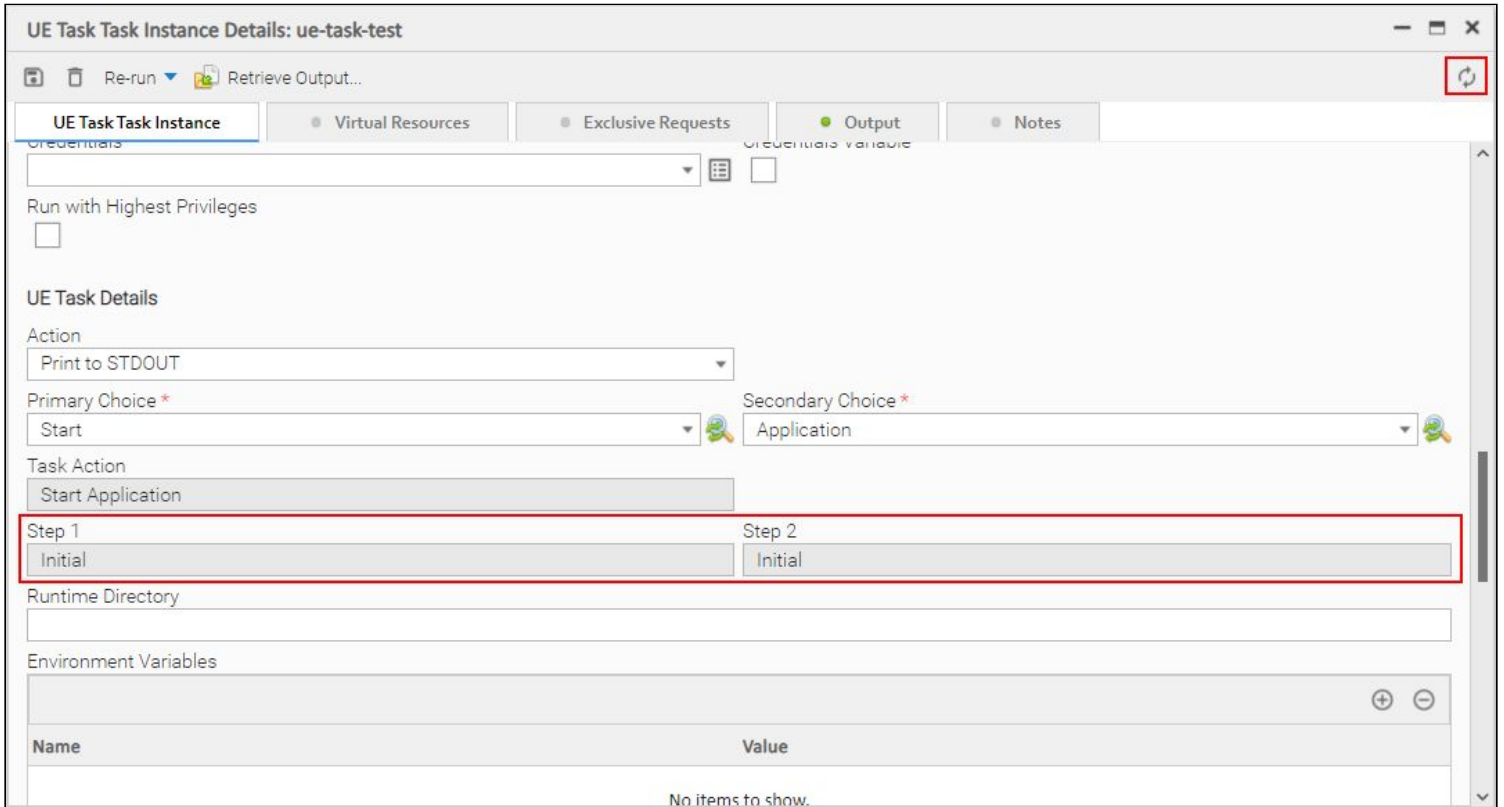 UE Task Task Instance Details: ue-task-test
Re-run Retrieve Output...
UE Task Task Instance Virtual Resources Exclusive Requests Output Notes
Credentials Credentials Variable
Run with Highest Privileges
UE Task Details
Action
Print to STDOUT
Primary Choice * Secondary Choice *
Start Application
Task Action
Start Application
Step 1 Step 2
Initial Initial
Runtime Directory
Environment Variables
Name Value
No items to show.